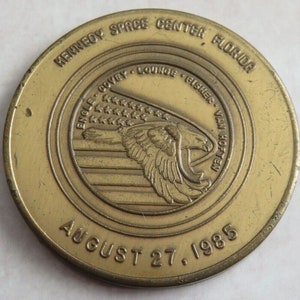 KENNEDY SPACE CENTER, FLORIDA
ENGLE · COVEY · LOUNGE · FISHER · VAN HOFTEN
AUGUST 27, 1985